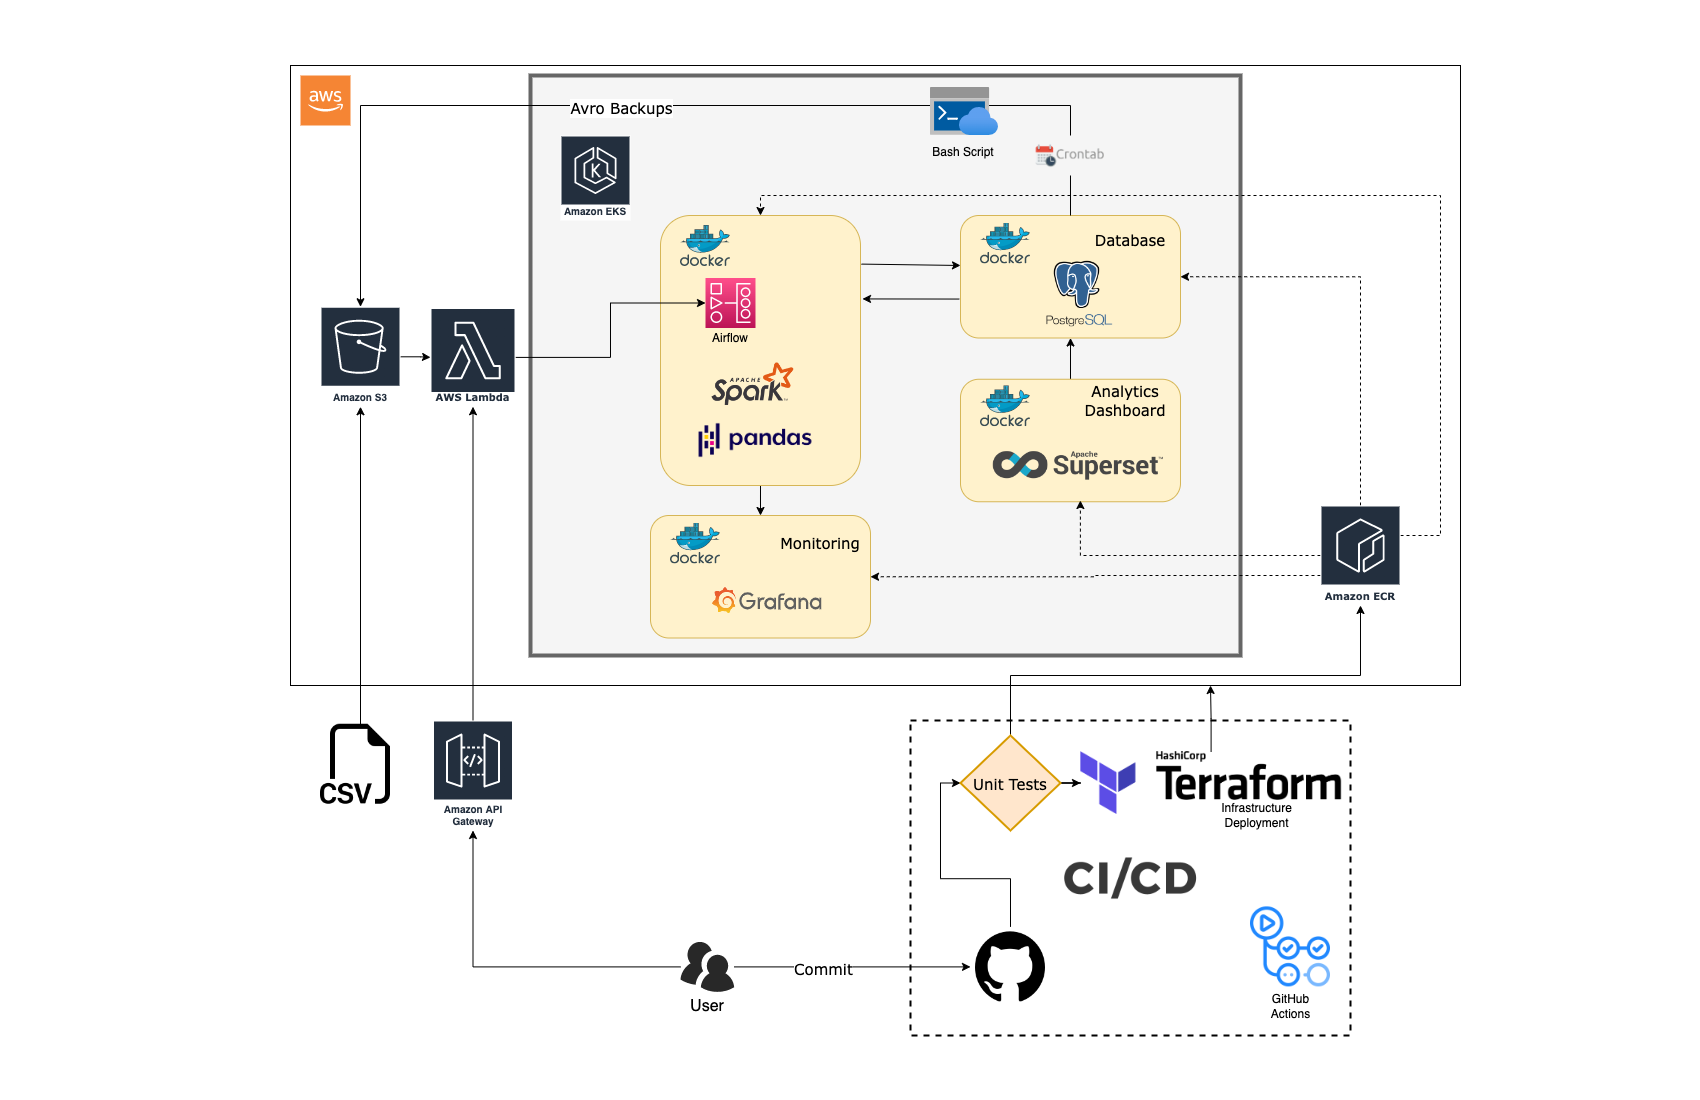 aws
Avro Backups
Bash Script
Crontab
Amazon EKS
docker
Airflow
APACHE
Spark™
pandas
docker
Database
PostgreSQL
docker
Analytics
Dashboard
Apache
Superset™
docker
Monitoring
Grafana
Amazon S3
AWS Lambda
Amazon ECR
CSV
</>
Amazon API
Gateway
Unit Tests
HashiCorp
Terraform
Infrastructure
Deployment
CI/CD
User
Commit
GitHub
Actions